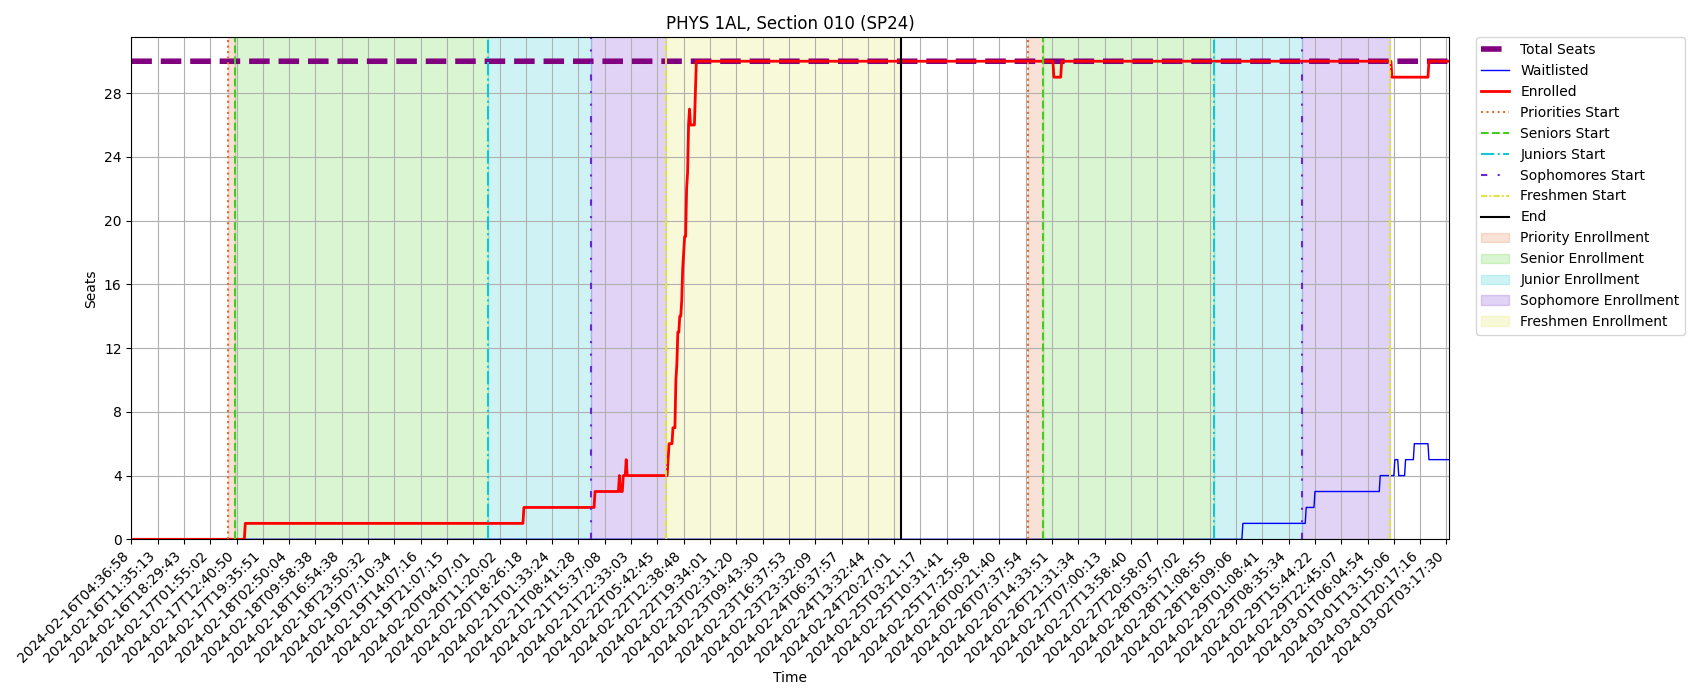 PHYS 1AL, Section 010 (SP24)
Total Seats
Waitlisted
Enrolled
Priorities Start
Seniors Start
Juniors Start
Sophomores Start
Freshmen Start
End
Priority Enrollment
Senior Enrollment
Junior Enrollment
Sophomore Enrollment
Freshmen Enrollment
Seats
28
24
20
16
12
8
4
0
2024-02-16T04:36:58
2024-02-16T11:35:13
2024-02-16T18:29:43
2024-02-17T01:55:02
2024-02-17T12:40:50
2024-02-17T19:35:51
2024-02-18T02:50:04
2024-02-18T09:58:38
2024-02-18T16:54:38
2024-02-18T23:50:32
2024-02-19T07:10:34
2024-02-19T14:07:16
2024-02-19T21:07:15
2024-02-20T04:07:01
2024-02-20T11:20:02
2024-02-20T18:26:18
2024-02-21T01:33:24
2024-02-21T08:41:28
2024-02-21T15:37:08
2024-02-21T22:33:03
2024-02-22T05:42:45
2024-02-22T12:38:48
2024-02-22T19:34:01
2024-02-23T02:31:20
2024-02-23T09:43:30
2024-02-23T16:37:53
2024-02-23T23:32:09
2024-02-24T06:37:57
2024-02-24T13:32:44
2024-02-24T20:27:01
2024-02-25T03:21:17
2024-02-25T10:31:41
2024-02-25T17:25:58
2024-02-26T00:21:40
2024-02-26T07:37:54
2024-02-26T14:33:51
2024-02-26T21:31:34
2024-02-27T07:00:13
2024-02-27T13:58:40
2024-02-27T20:58:07
2024-02-28T03:57:02
2024-02-28T11:08:55
2024-02-28T18:09:06
2024-02-29T01:08:41
2024-02-29T08:35:34
2024-02-29T15:44:22
2024-02-29T22:45:07
2024-03-01T06:04:54
2024-03-01T13:15:06
2024-03-01T20:17:16
2024-03-02T03:17:30
Time